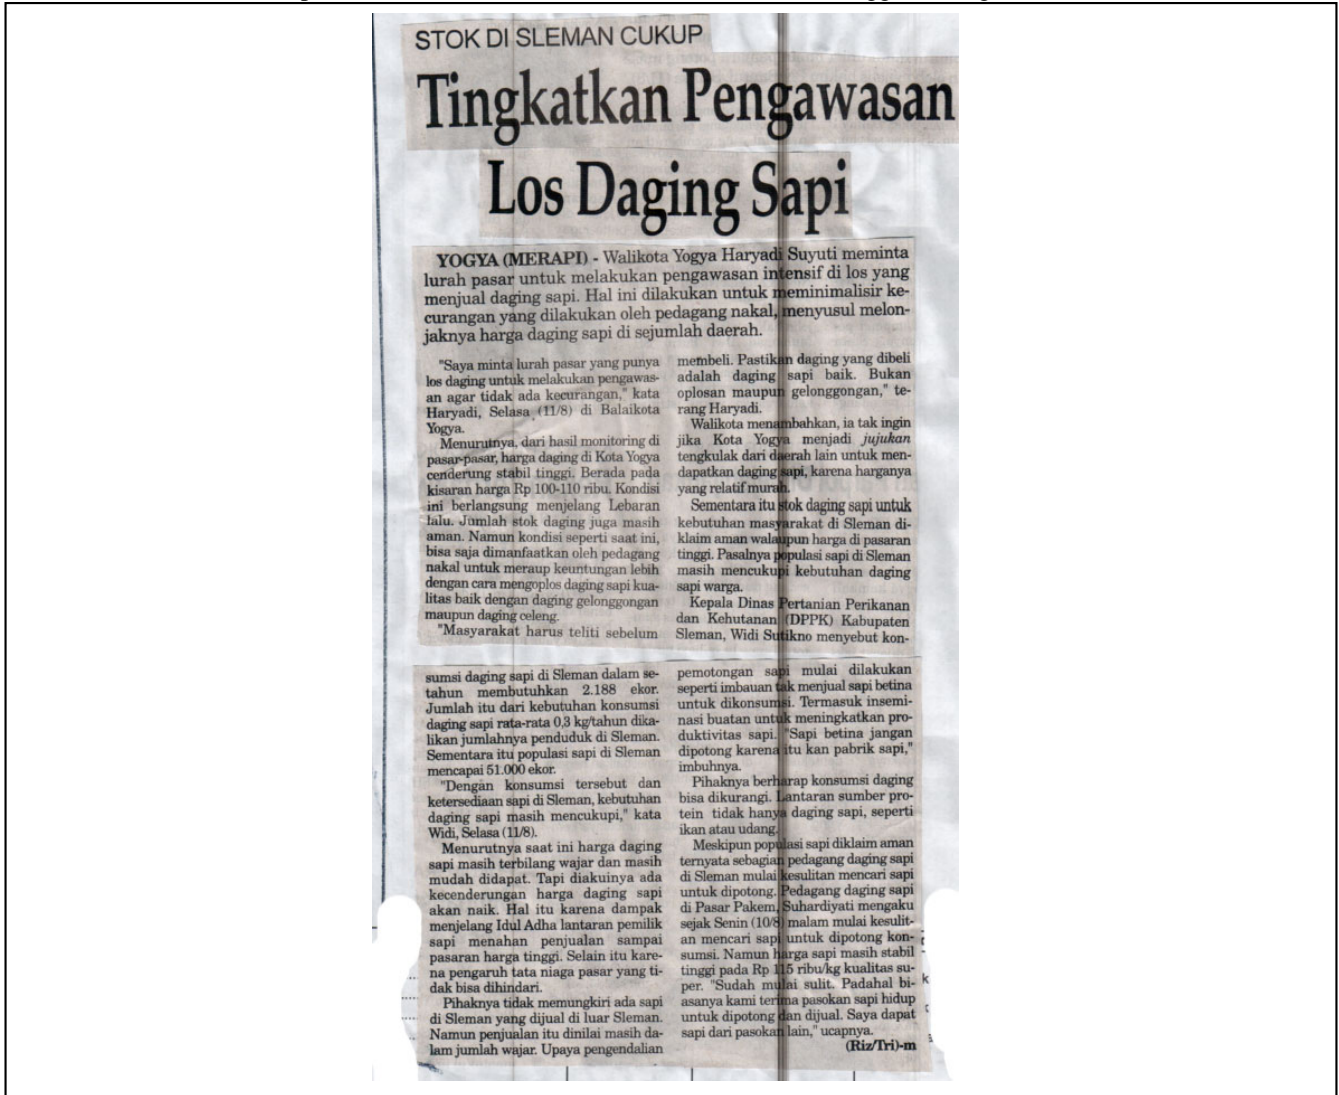 STOK DI SLEMAN CUKUP
Tingkatkan Pengawasan
Los Daging Sapi
YOGYA (MERAPI) - Walikota Yogya Haryadi Suyuti meminta
lurah pasar untuk melakukan pengawasan intensif di los yang
menjual daging sapi. Hal ini dilakukan untuk meminimalisir ke-
curangan yang dilakukan oleh pedagang nakal, menyusul melon-
jaknya harga daging sapi di sejumlah daerah.
"Saya minta lurah pasar yang punya
los daging untuk melakukan pengawas-
an agar tidak ada kecurangan," kata
Haryadi, Selasa (11/8) di Balaikota
Yogya.
Menurutnya, dari hasil monitoring di
pasar-pasar, harga daging di Kota Yogya
cenderung stabil tinggi. Berada pada
kisaran harga Rp 100-110 ribu. Kondisi
ini berlangsung menjelang Lebaran
lalu. Jumlah stok daging juga masih
aman. Namun kondisi seperti saat ini,
bisa saja dimanfaatkan oleh pedagang
nakal untuk meraup keuntungan lebih
dengan cara mengoplos daging sapi kua-
litas baik dengan daging gelonggongan
maupun daging celeng.
"Masyarakat harus teliti sebelum
membeli. Pastikan daging yang dibeli
adalah daging sapi baik. Bukan
oplosan maupun gelonggongan," te-
rang Haryadi.
Walikota menambahkan, ia tak ingin
jika Kota Yogya menjadi jujukan
tengkulak dari daerah lain untuk men-
dapatkan daging sapi, karena harganya
yang relatif murah.
Sementara itu stok daging sapi untuk
kebutuhan masyarakat di Sleman di-
klaim aman walaupun harga di pasaran
tinggi. Pasalnya populasi sapi di Sleman
masih mencukupi kebutuhan daging
sapi warga.
Kepala Dinas Pertanian Perikanan
dan Kehutanan (DPPK) Kabupaten
Sleman, Widi Sutikno menyebut kon-
sumsi daging sapi di Sleman dalam se-
tahun membutuhkan 2.188 ekor.
Jumlah itu dari kebutuhan konsumsi
daging sapi rata-rata 0,3 kg/tahun dika-
likan jumlahnya penduduk di Sleman.
Sementara itu populasi sapi di Sleman
mencapai 51.000 ekor.
"Dengan konsumsi tersebut dan
ketersediaan sapi di Sleman, kebutuhan
daging sapi masih mencukupi," kata
Widi, Selasa (11/8).
Menurutnya saat ini harga daging
sapi masih terbilang wajar dan masih
mudah didapat. Tapi diakuinya ada
kecenderungan harga daging sapi
akan naik. Hal itu karena dampak
menjelang Idul Adha lantaran pemilik
sapi menahan penjualan sampai
pasaran harga tinggi. Selain itu kare-
na pengaruh tata niaga pasar yang ti-
dak bisa dihindari.
Pihaknya tidak memungkiri ada sapi
di Sleman yang dijual di luar Sleman.
Namun penjualan itu dinilai masih da-
lam jumlah wajar. Upaya pengendalian
pemotongan sapi mulai dilakukan
seperti imbauan tak menjual sapi betina
untuk dikonsumsi. Termasuk insemi-
nasi buatan untuk meningkatkan pro-
duktivitas sapi. "Sapi betina jangan
dipotong karena itu kan pabrik sapi,"
imbuhnya.
Pihaknya berharap konsumsi daging
bisa dikurangi. Lantaran sumber pro-
tein tidak hanya daging sapi, seperti
ikan atau udang.
Meskipun populasi sapi diklaim aman
ternyata sebagian pedagang daging sapi
di Sleman mulai kesulitan mencari sapi
untuk dipotong. Pedagang daging sapi
di Pasar Pakem, Suhardiyati mengaku
sejak Senin (10/8) malam mulai kesulit-
an mencari sapi untuk dipotong kon-
sumsi. Namun harga sapi masih stabil
tinggi pada Rp 115 ribu/kg kualitas su-
per. "Sudah mulai sulit. Padahal bi-
asanya kami terima pasokan sapi hidup
untuk dipotong dan dijual. Saya dapat
sapi dari pasokan lain," ucapnya.
(Riz/Tri)-m